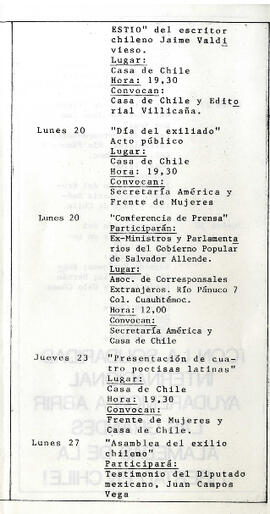 ESTIO" del escritor
chileno Jaime Valdi
vieso.
Lugar:
Casa de Chile
Hora: 19,30
Convocan:
Casa de Chile y Edito
rial Villicaña.
Lunes 20 "Día del exiliado"
Acto público
Lugar:
Casa de Chile
Hora: 19,30
Convocan:
Secretaría América y
Frente de Mujeres
Lunes 20 "Conferencia de Prensa"
Participarán:
Ex-Ministros y Parlamenta
rios del Gobierno Popular
de Salvador Allende.
Lugar:
Asoc. de Corresponsales
Extranjeros. Río Pánuco 7
Col. Cuauhtémoc.
Hora: 12,00
Convocan:
Secretaría América y
Casa de Chile
Jueves 23 "Presentación de cua
tro poetisas latinas"
Lugar:
Casa de Chile
Hora: 19,30
Convocan:
Frente de Mujeres y
Casa de Chile.
Lunes 27 "Asamblea del exilio
chileno"
Participará:
Testimonio del Diputado
mexicano, Juan Campos
Vega